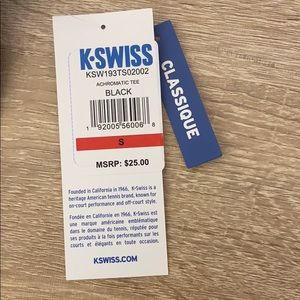 K·SWISS
KSW193TS02002
ACHROMATIC TEE
BLACK
1 92005 56006 8
S
MSRP: $25.00
Founded in California in 1966, K-Swiss is a
heritage American tennis brand, known for
on-court performance and off-court style.
Fondée en Californie en 1966, K-Swiss est
une marque américaine emblématique
dans le domaine du tennis, réputée pour
ses produits à la fois performants sur les
courts et élégants en toute occasion.
KSWISS.COM
CLASSIQUE